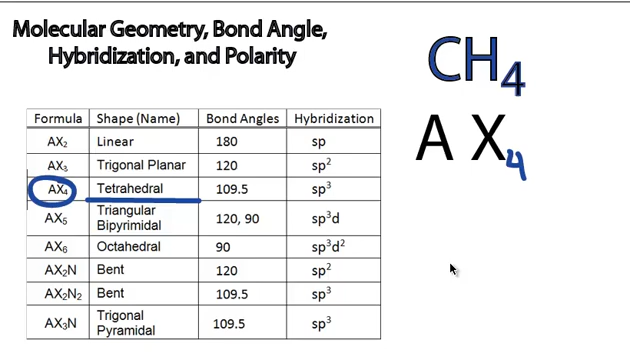 Molecular Geometry, Bond Angle,
Hybridization, and Polarity
CH₄
A X₄
Formula Shape (Name) Bond Angles Hybridization
AX₂ Linear 180 sp
AX₃ Trigonal Planar 120 sp²
AX₄ Tetrahedral 109.5 sp³
AX₅ Triangular Bipyrimidal 120, 90 sp³d
AX₆ Octahedral 90 sp³d²
AX₂N Bent 120 sp²
AX₂N₂ Bent 109.5 sp³
AX₃N Trigonal Pyramidal 109.5 sp³